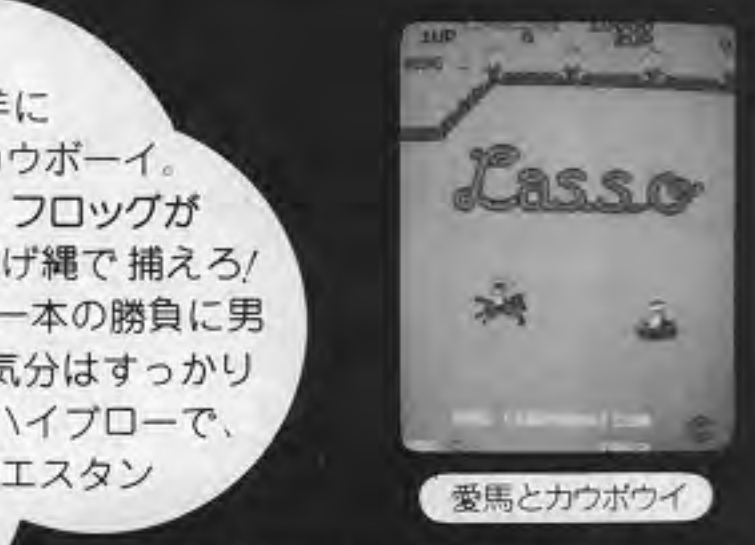 に
ウボーイ。
フロッグが
げ縄で 捕えろ!
一本の勝負に男
気分はすっかり
ハイブローで、
エスタン
1UP
Lasso
愛馬とカウボウイ